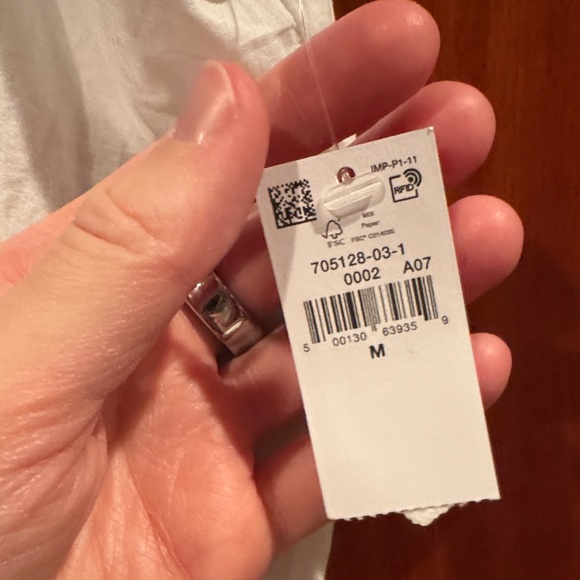 IMP-P1-11
RFID
MIX
Paper
FSC
705128-03-1
0002 A07
5 00130 63935 9
M